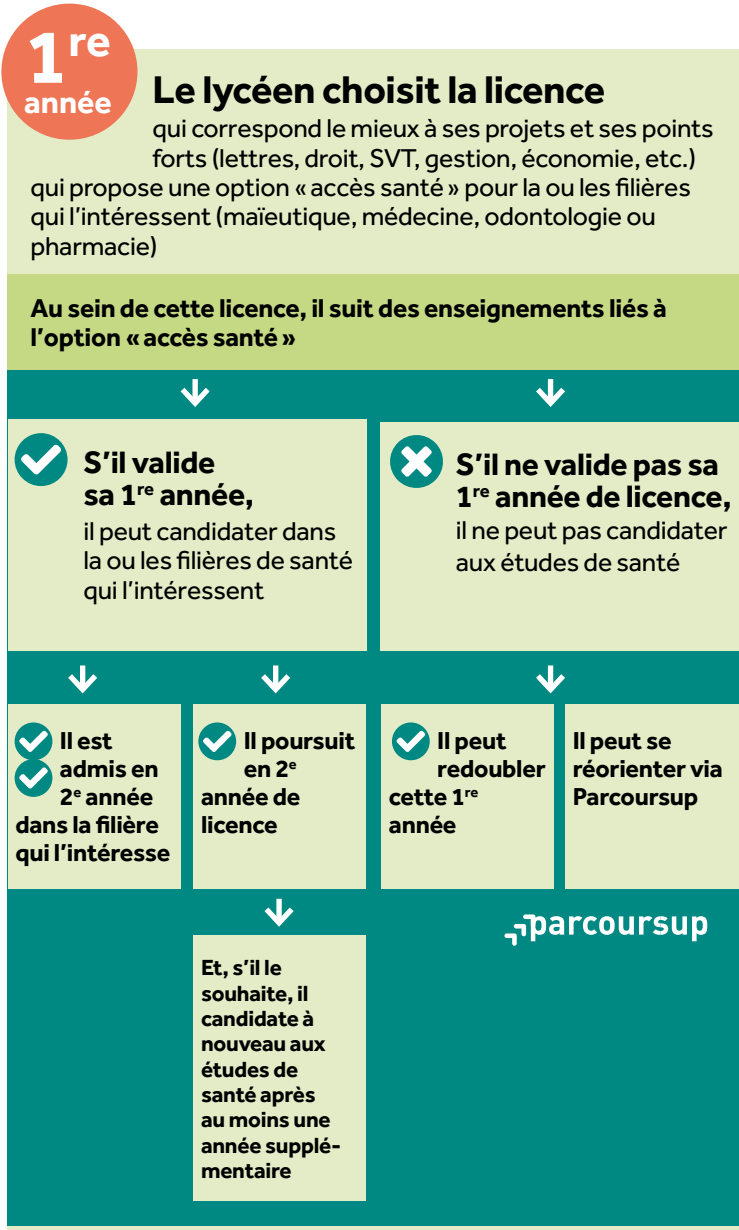 1re
année
Le lycéen choisit la licence
qui correspond le mieux à ses projets et ses points
forts (lettres, droit, SVT, gestion, économie, etc.)
qui propose une option « accès santé » pour la ou les filières
qui l'intéressent (maïeutique, médecine, odontologie ou
pharmacie)
Au sein de cette licence, il suit des enseignements liés à
l'option « accès santé »
S'il valide
sa 1re année,
il peut candidater dans
la ou les filières de santé
qui l'intéressent
S'il ne valide pas sa
1re année de licence,
il ne peut pas candidater
aux études de santé
Il est
admis en
2e année
dans la filière
qui l'intéresse
Il poursuit
en 2e
année de
licence
Il peut
redoubler
cette 1re
année
Il peut se
réorienter via
Parcoursup
parcoursup
Et, s'il le
souhaite, il
candidate à
nouveau aux
études de
santé après
au moins une
année supplé-
mentaire